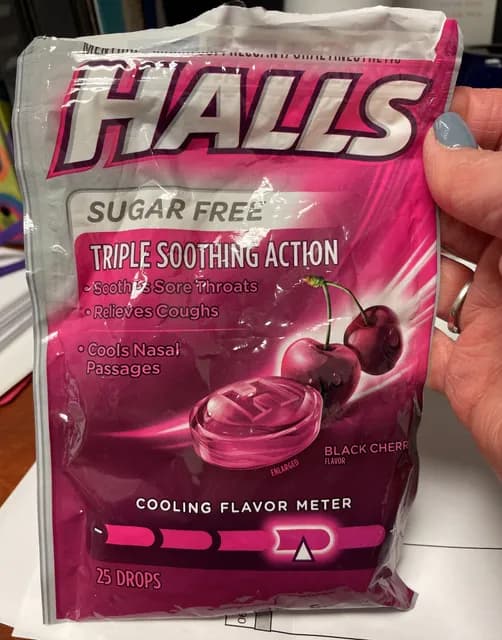 HALLS
SUGAR FREE
TRIPLE SOOTHING ACTION
• Soothes Sore Throats
• Relieves Coughs
• Cools Nasal
Passages
H
ENLARGED
BLACK CHERR
FLAVOR
COOLING FLAVOR METER
25 DROPS